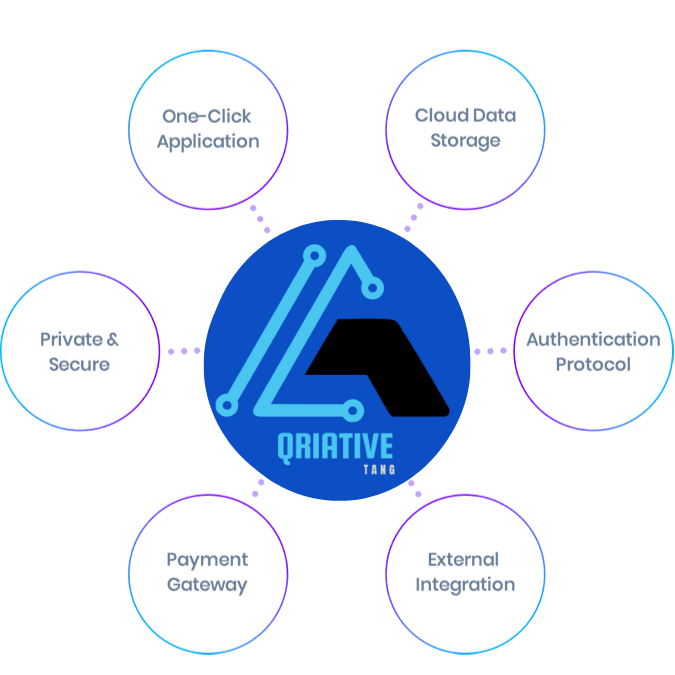 One-Click
Application
Cloud Data
Storage
Private &
Secure
Authentication
Protocol
QRIATIVE
TANG
Payment
Gateway
External
Integration